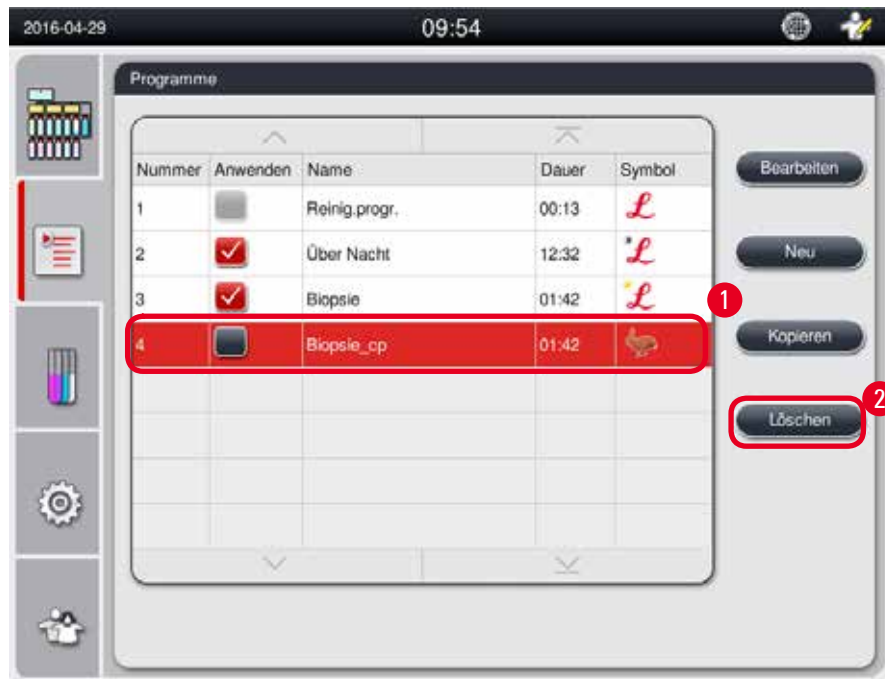 2016-04-29 09:54
Programme
Nummer Anwenden Name Dauer Symbol
1 Reinig.progr. 00:13 L
2 Über Nacht 12:32 L
3 Biopsie 01:42 L
4 Biopsie_cp 01:42
Bearbeiten
Neu
1
Kopieren
2
Löschen